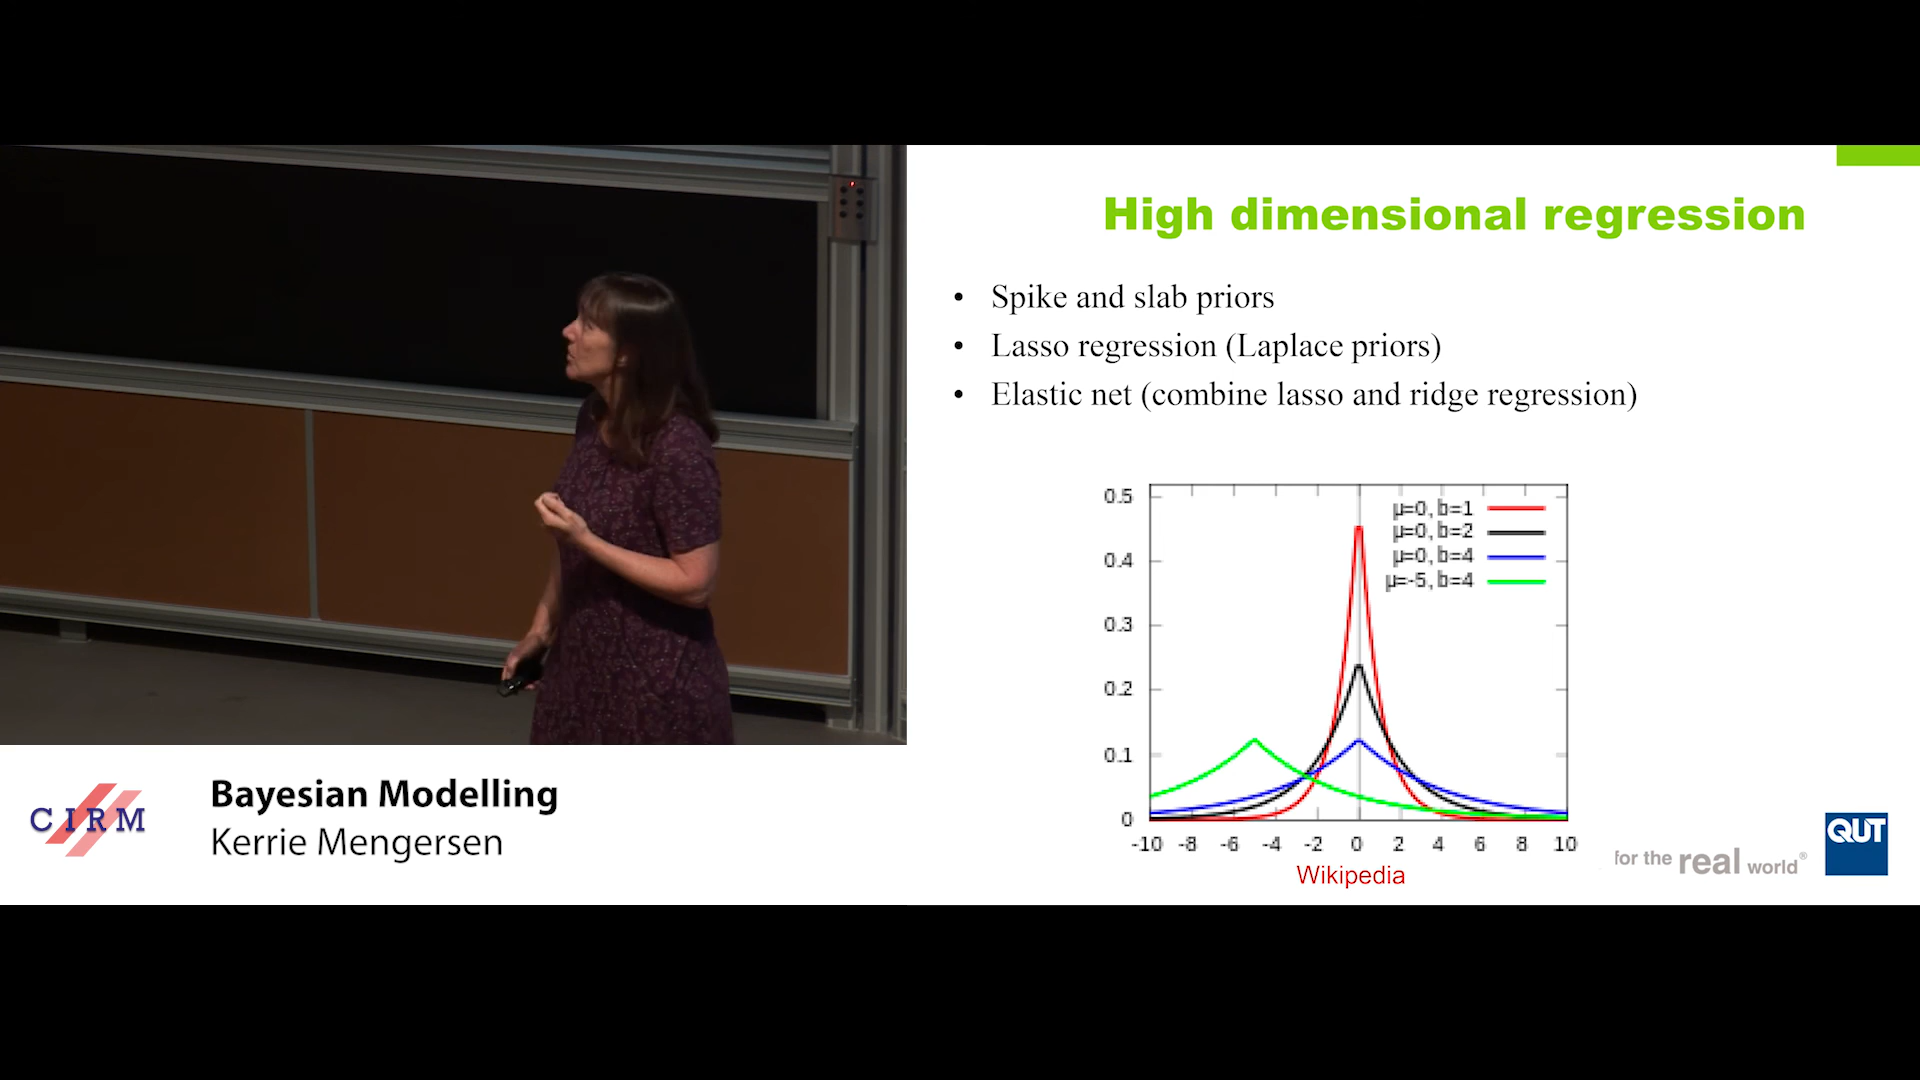 High dimensional regression
• Spike and slab priors
• Lasso regression (Laplace priors)
• Elastic net (combine lasso and ridge regression)
0.5
0.4
0.3
0.2
0.1
0
μ=0, b=1
μ=0, b=2
μ=0, b=4
μ=-5, b=4
-10 -8 -6 -4 -2 0 2 4 6 8 10
Wikipedia
for the real world®
QUT
CIRM
Bayesian Modelling
Kerrie Mengersen